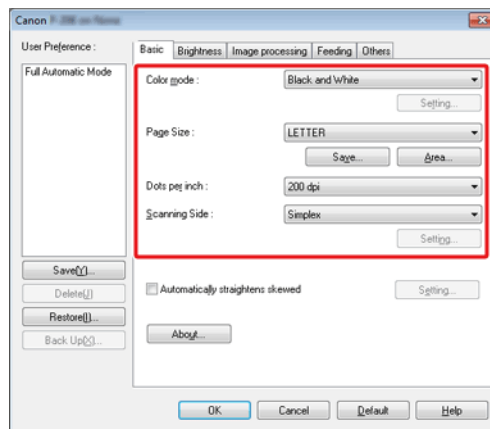 Canon
User Preference :
Full Automatic Mode
Save(Y)...
Delete(J)
Restore(I)...
Back Up(X)...
Basic
Brightness
Image processing
Feeding
Others
Color mode :
Black and White
Setting...
Page Size :
LETTER
Save...
Area...
Dots per inch :
200 dpi
Scanning Side :
Simplex
Setting...
Automatically straightens skewed
Setting...
About...
OK
Cancel
Default
Help